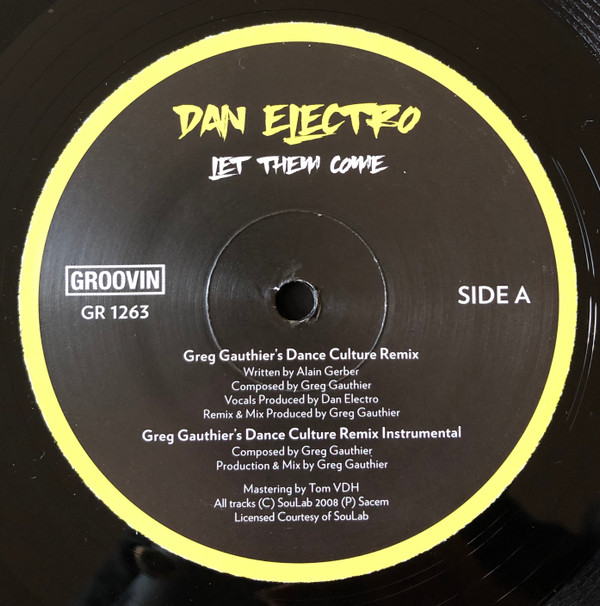 DAN ELECTRO
LET THEM COME
GROOVIN
GR 1263
SIDE A
Greg Gauthier's Dance Culture Remix
Written by Alain Gerber
Composed by Greg Gauthier
Vocals Produced by Dan Electro
Remix & Mix Produced by Greg Gauthier
Greg Gauthier's Dance Culture Remix Instrumental
Composed by Greg Gauthier
Production & Mix by Greg Gauthier
Mastering by Tom VDH
All tracks (C) SouLab 2008 (P) Sacem
Licensed Courtesy of SouLab